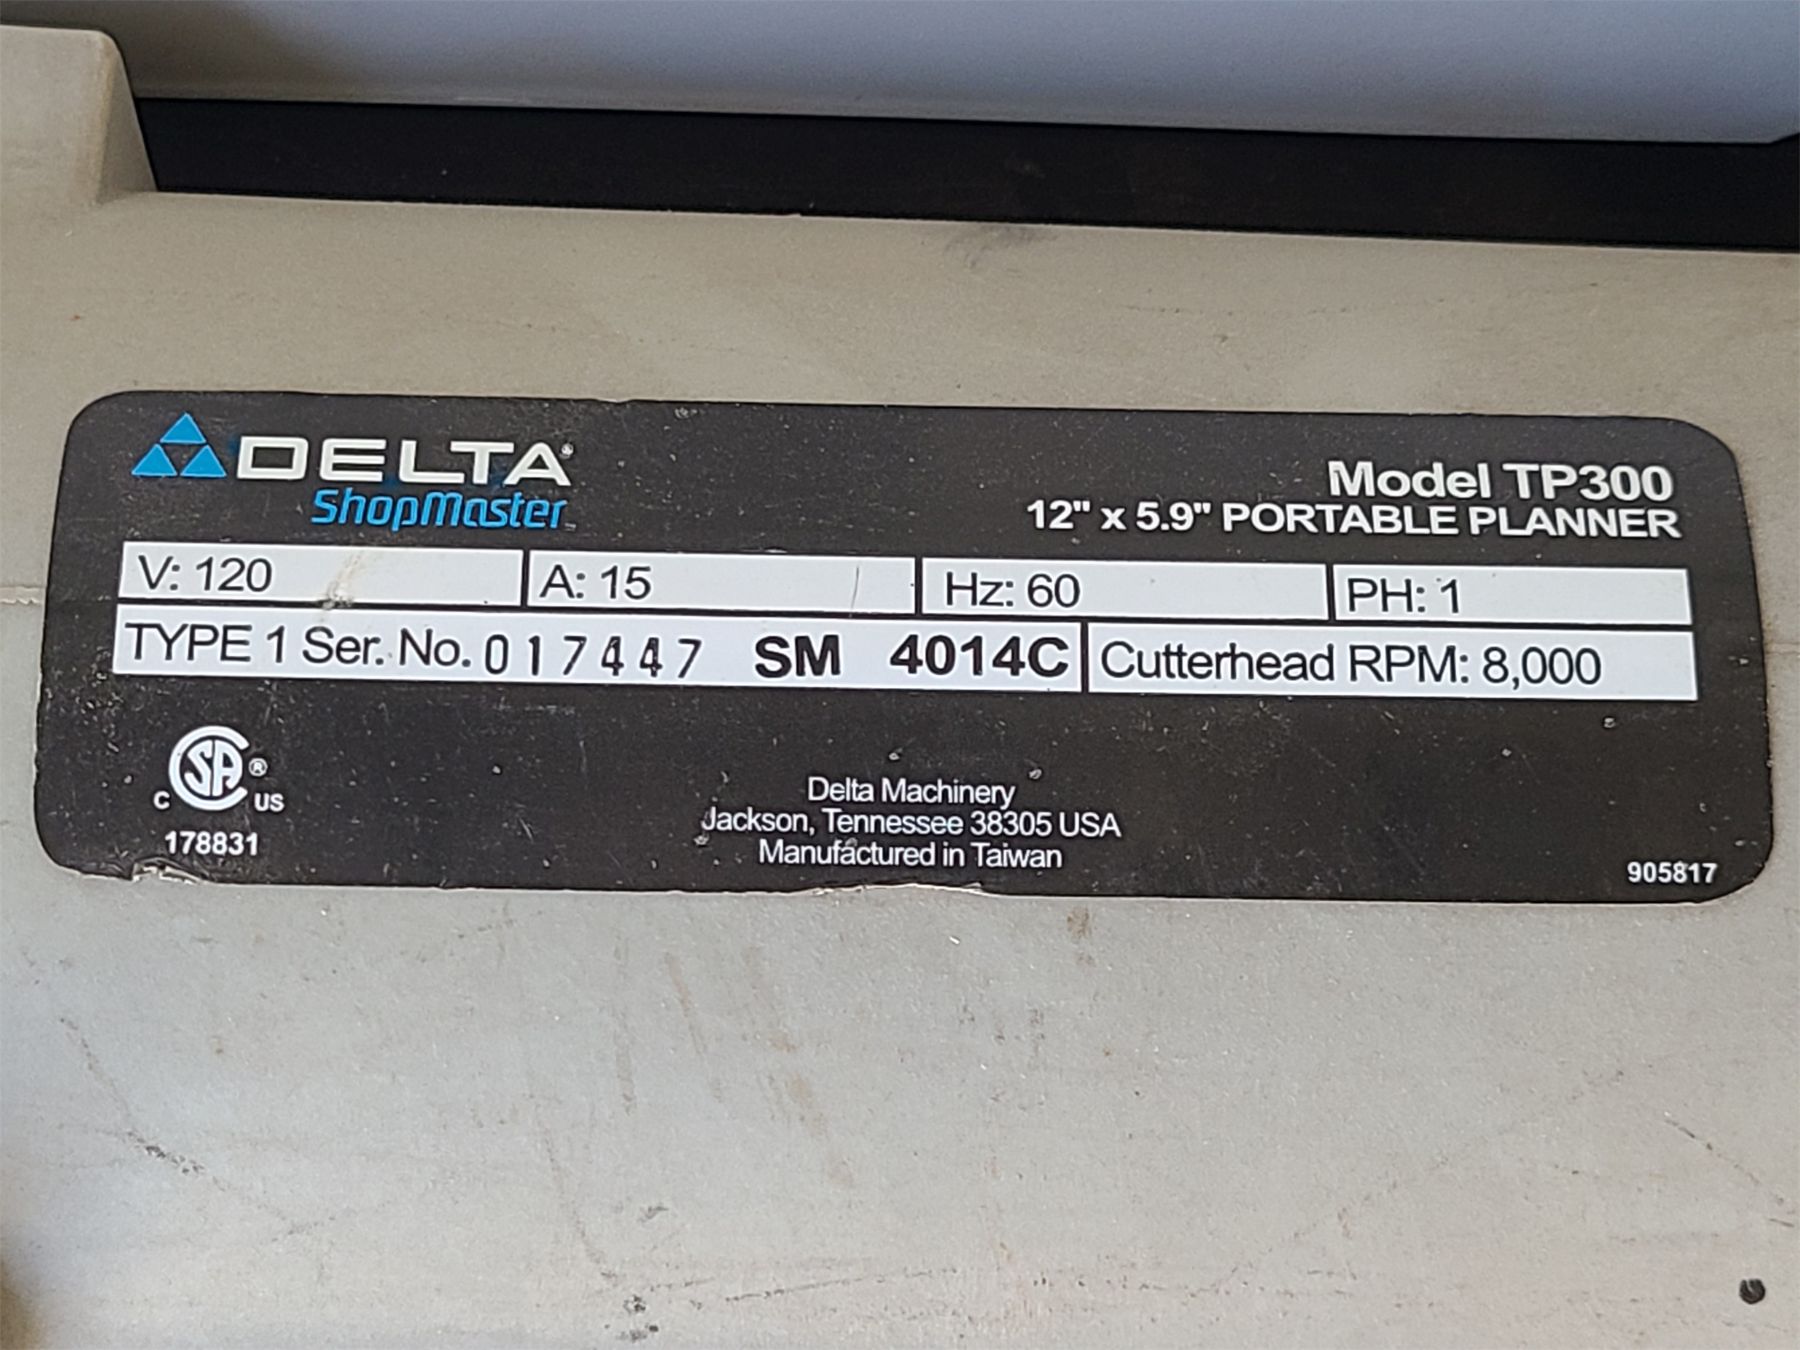 DELTA®
ShopMaster™
Model TP300
12" x 5.9" PORTABLE PLANNER
V: 120
A: 15
Hz: 60
PH: 1
TYPE 1 Ser. No. 017447 SM 4014C
Cutterhead RPM: 8,000
C SA ® C US
178831
Delta Machinery
Jackson, Tennessee 38305 USA
Manufactured in Taiwan
905817